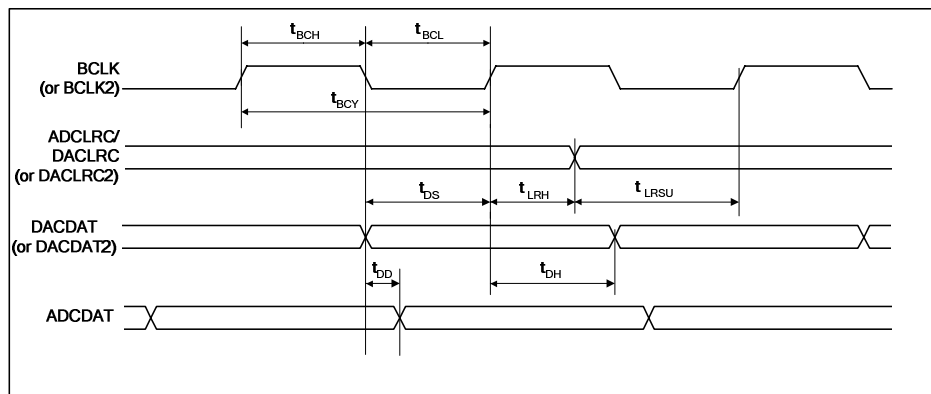 tBCH
tBCL
BCLK
(or BCLK2)
tBCY
ADCLRC/
DACLRC
(or DACLRC2)
tDS
tLRH
tLRSU
DACDAT
(or DACDAT2)
tDD
tDH
ADCDAT